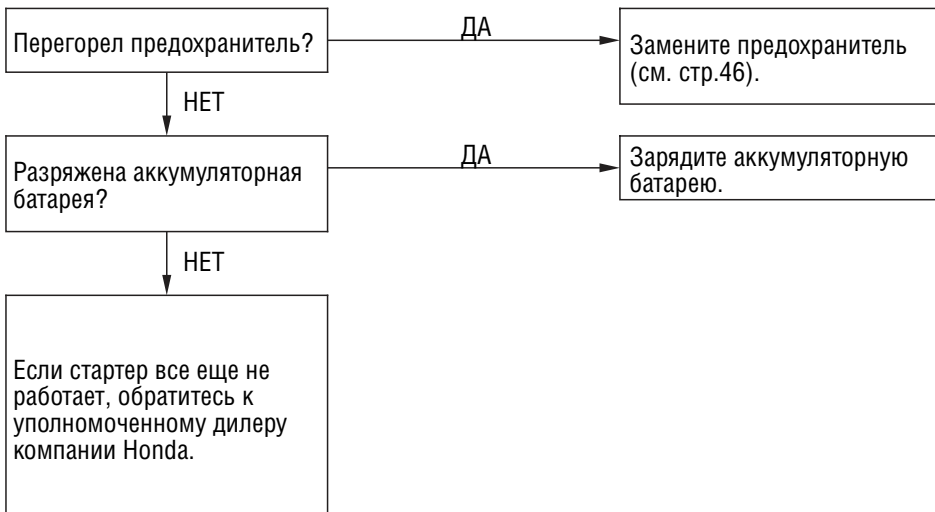 Перегорел предохранитель?
ДА
Замените предохранитель
(см. стр.46).
НЕТ
Разряжена аккумуляторная
батарея?
ДА
Зарядите аккумуляторную
батарею.
НЕТ
Если стартер все еще не
работает, обратитесь к
уполномоченному дилеру
компании Honda.